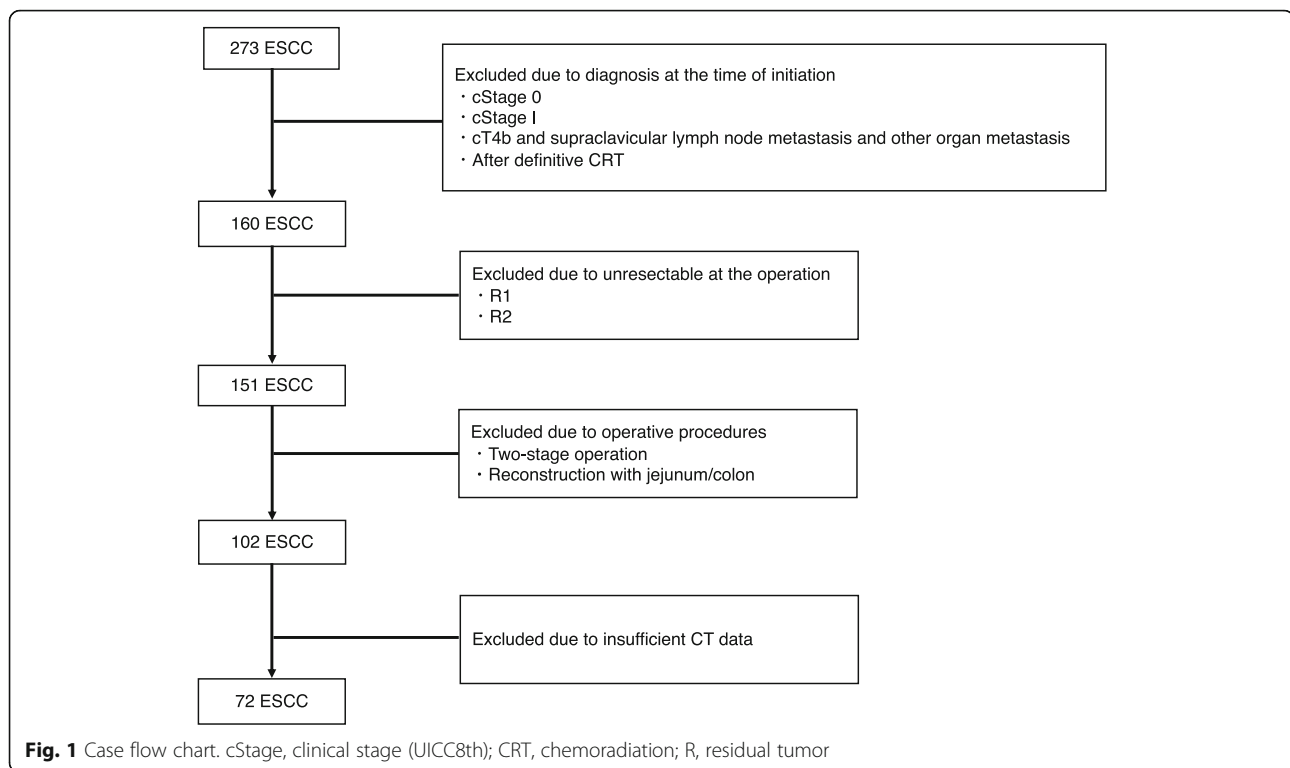 273 ESCC
Excluded due to diagnosis at the time of initiation
・cStage 0
・cStage I
・cT4b and supraclavicular lymph node metastasis and other organ metastasis
・After definitive CRT
160 ESCC
Excluded due to unresectable at the operation
・R1
・R2
151 ESCC
Excluded due to operative procedures
・Two-stage operation
・Reconstruction with jejunum/colon
102 ESCC
Excluded due to insufficient CT data
72 ESCC
Fig. 1 Case flow chart. cStage, clinical stage (UICC8th); CRT, chemoradiation; R, residual tumor